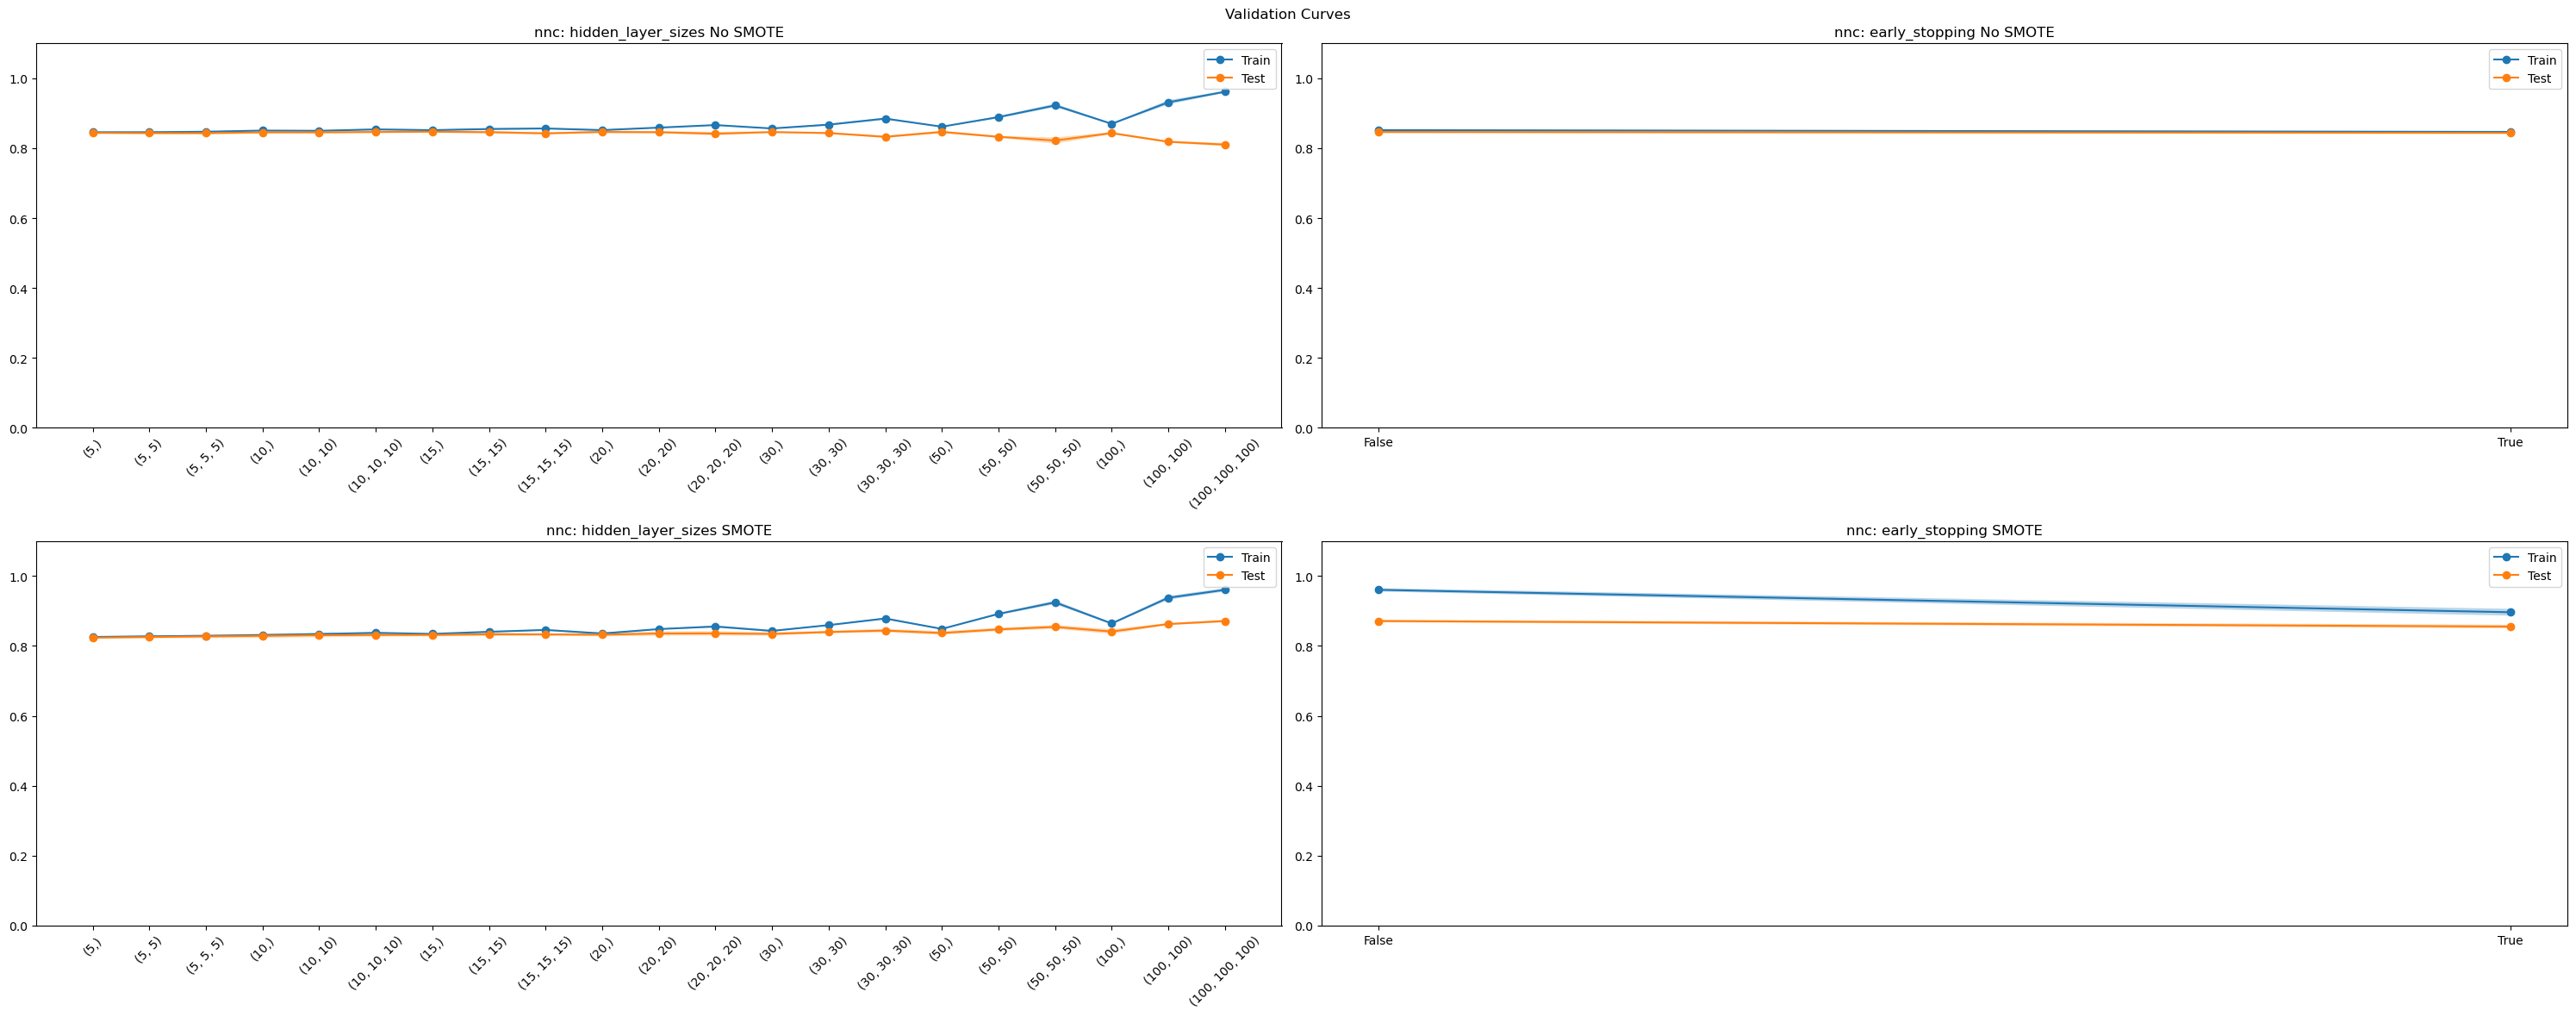 Validation Curves
nnc: hidden_layer_sizes No SMOTE
1.0
0.8
0.6
0.4
0.2
0.0
Train
Test
(5,)
(5, 5)
(5, 5, 5)
(10,)
(10, 10)
(10, 10, 10)
(15,)
(15, 15)
(15, 15, 15)
(20,)
(20, 20)
(20, 20, 20)
(30,)
(30, 30)
(30, 30, 30)
(50,)
(50, 50)
(50, 50, 50)
(100,)
(100, 100)
(100, 100, 100)
nnc: early_stopping No SMOTE
1.0
0.8
0.6
0.4
0.2
0.0
Train
Test
False
True
nnc: hidden_layer_sizes SMOTE
1.0
0.8
0.6
0.4
0.2
0.0
Train
Test
(5,)
(5, 5)
(5, 5, 5)
(10,)
(10, 10)
(10, 10, 10)
(15,)
(15, 15)
(15, 15, 15)
(20,)
(20, 20)
(20, 20, 20)
(30,)
(30, 30)
(30, 30, 30)
(50,)
(50, 50)
(50, 50, 50)
(100,)
(100, 100)
(100, 100, 100)
nnc: early_stopping SMOTE
1.0
0.8
0.6
0.4
0.2
0.0
Train
Test
False
True